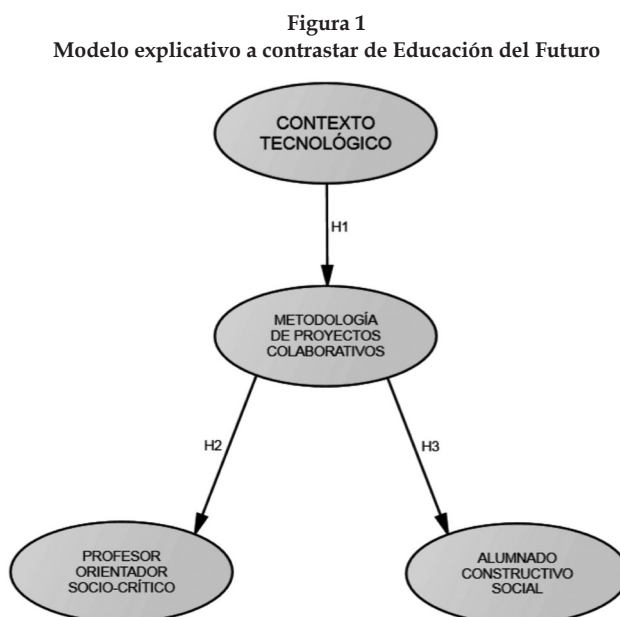 Figura 1
Modelo explicativo a contrastar de Educación del Futuro
CONTEXTO
TECNOLÓGICO
H1
METODOLOGÍA
DE PROYECTOS
COLABORATIVOS
H2
H3
PROFESOR
ORIENTADOR
SOCIO-CRÍTICO
ALUMNADO
CONSTRUCTIVO
SOCIAL